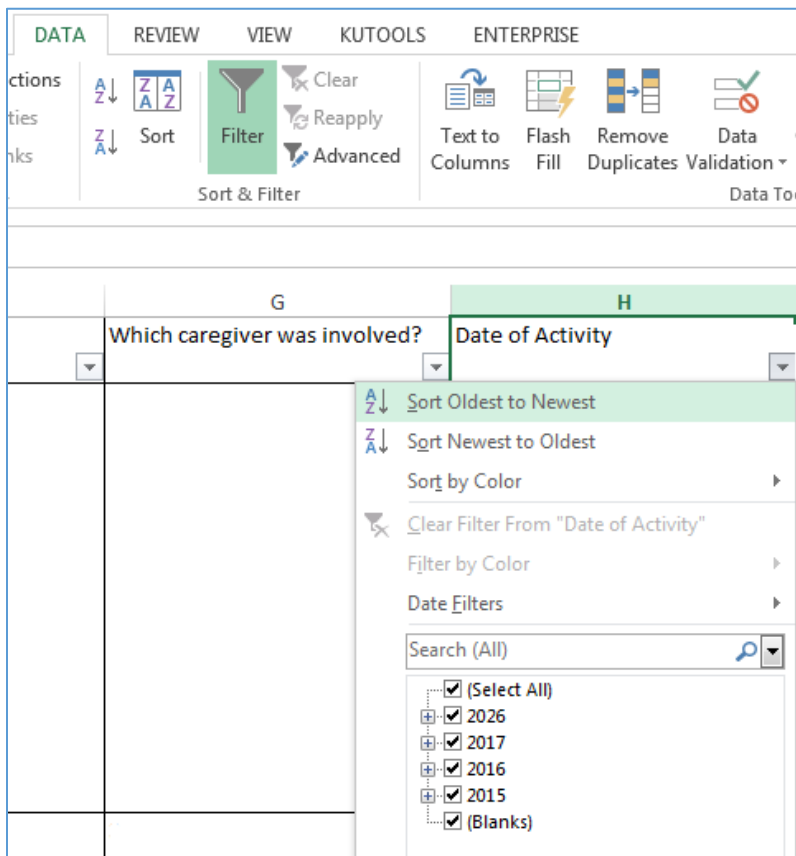 DATA REVIEW VIEW KUTOOLS ENTERPRISE
ctions
ties
nks
Sort
Filter
Clear
Reapply
Advanced
Text to
Columns
Flash
Fill
Remove
Duplicates
Data
Validation
Sort & Filter
Data Too
G H
Which caregiver was involved? Date of Activity
Sort Oldest to Newest
Sort Newest to Oldest
Sort by Color
Clear Filter From "Date of Activity"
Filter by Color
Date Filters
Search (All)
(Select All)
2026
2017
2016
2015
(Blanks)